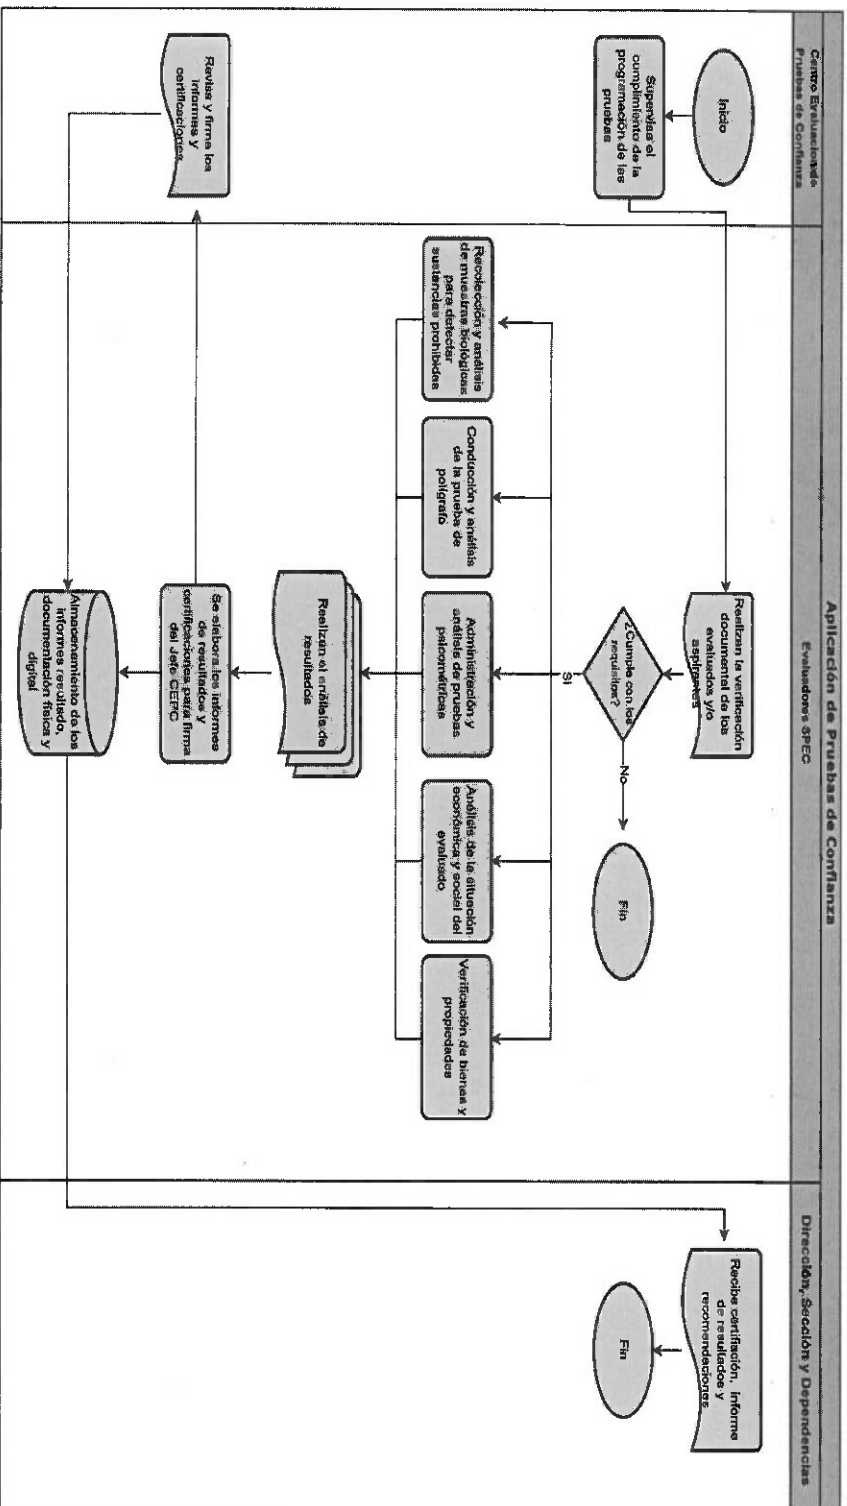 Aplicación de Pruebas de Confianza
Centro Evaluación de
Pruebas de Confianza
Evaluadores SPEC
Dirección, Sección y Dependencias
Inicio
Supervisa el
cumplimiento de la
programación de las
pruebas
Realizan la verificación
documental de los
evaluados y/o
aspirantes
¿Cumple con los
requisitos?
No
Fin
Si
Recolección y análisis
de muestras biológicas
para detectar
sustancias prohibidas
Conducción y análisis
de la prueba de
polígrafo
Administración y
análisis de pruebas
psicométricas
Análisis de la situación
económica y social del
evaluado
Verificación de bienes y
propiedades
Realizan el análisis de
resultados
Se elabora los informes
de resultados y
certificaciones para firma
del Jefe CEPC
Revisa y firma los
informes y
certificaciones
Almacenamiento de los
informes resultado,
documentación física y
digital
Recibe certifiación, informe
de resultados y
recomendaciones
Fin